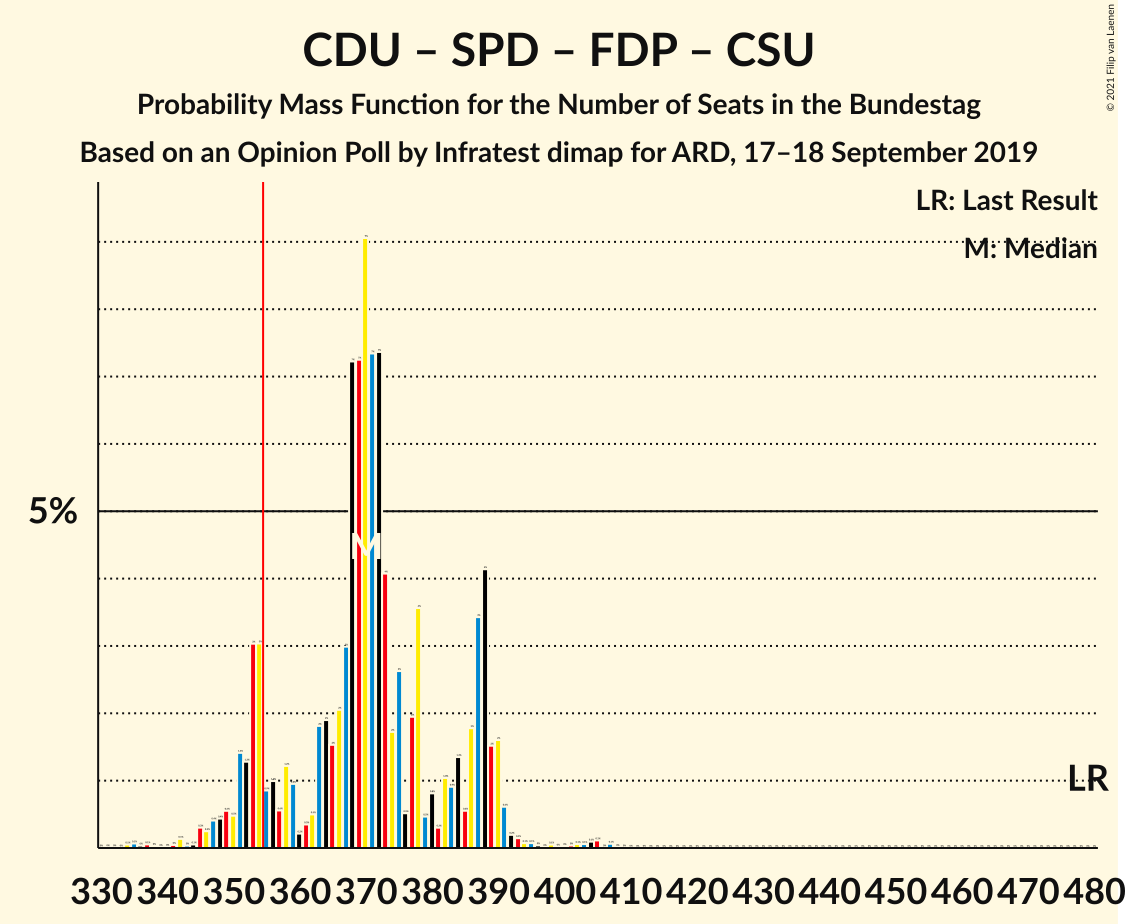 CDU – SPD – FDP – CSU
Probability Mass Function for the Number of Seats in the Bundestag
Based on an Opinion Poll by Infratest dimap for ARD, 17–18 September 2019
© 2021 Filip van Laenen
LR: Last Result
M: Median
5%
M
LR
330 340 350 360 370 380 390 400 410 420 430 440 450 460 470 480